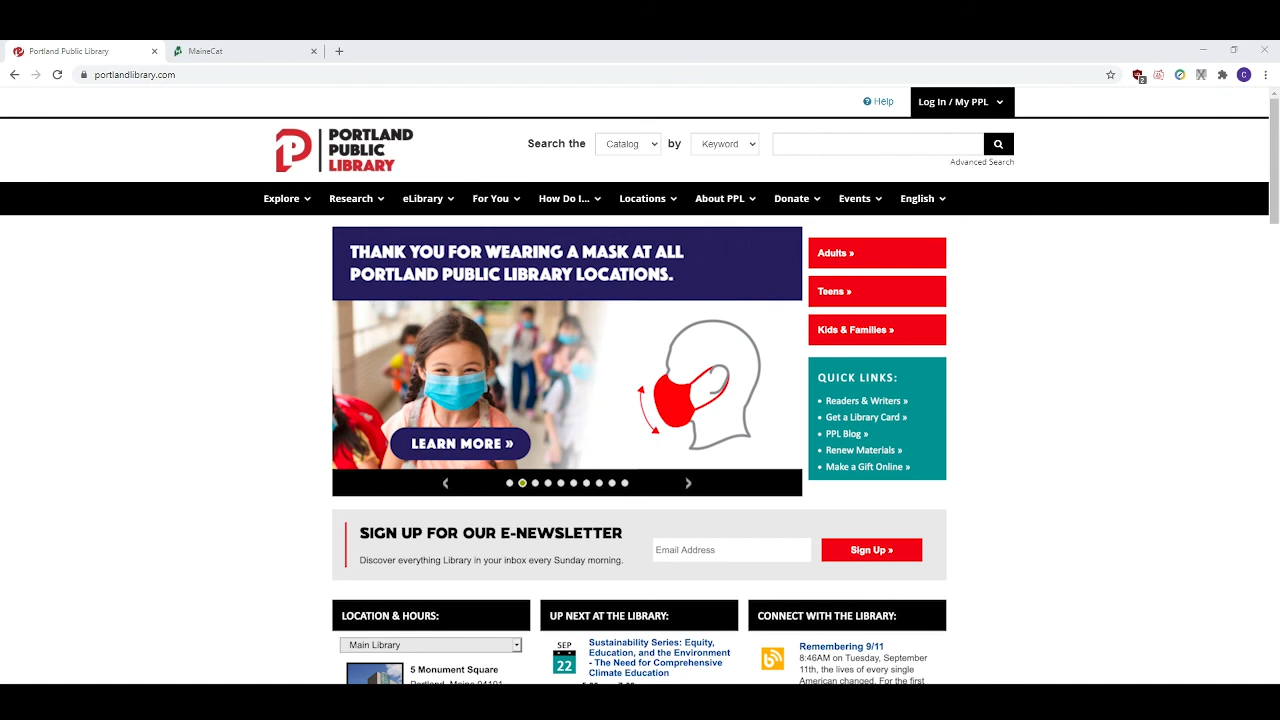 Portland Public Library
MaineCat
portlandlibrary.com
2
C
Help
Log In / My PPL
PORTLAND
PUBLIC
LIBRARY
Search the Catalog by Keyword
Advanced Search
Explore Research eLibrary For You How Do I... Locations About PPL Donate Events English
THANK YOU FOR WEARING A MASK AT ALL
PORTLAND PUBLIC LIBRARY LOCATIONS.
LEARN MORE »
Adults »
Teens »
Kids & Families »
QUICK LINKS:
• Readers & Writers »
• Get a Library Card »
• PPL Blog »
• Renew Materials »
• Make a Gift Online »
SIGN UP FOR OUR E-NEWSLETTER
Discover everything Library in your inbox every Sunday morning.
Email Address
Sign Up »
LOCATION & HOURS:
Main Library
5 Monument Square
Portland, Maine 04101
UP NEXT AT THE LIBRARY:
SEP
22
Sustainability Series: Equity,
Education, and the Environment
- The Need for Comprehensive
Climate Education
CONNECT WITH THE LIBRARY:
Remembering 9/11
8:46AM on Tuesday, September
11th, the lives of every single
American changed. For the first